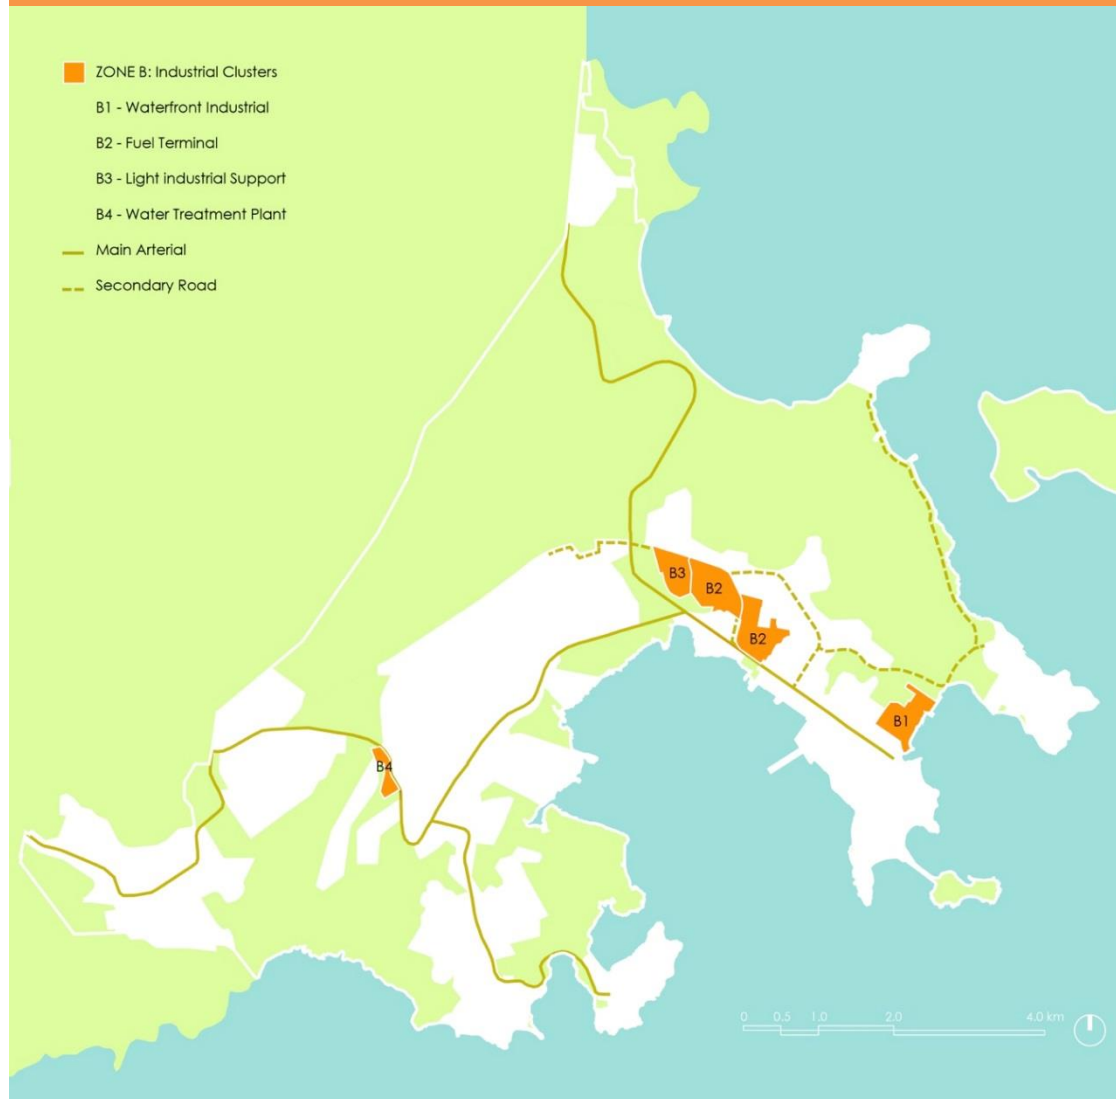 ZONE B: Industrial Clusters
B1 - Waterfront Industrial
B2 - Fuel Terminal
B3 - Light industrial Support
B4 - Water Treatment Plant
Main Arterial
Secondary Road
B3
B2
B2
B1
B4
0 0.5 1.0 2.0 4.0 km